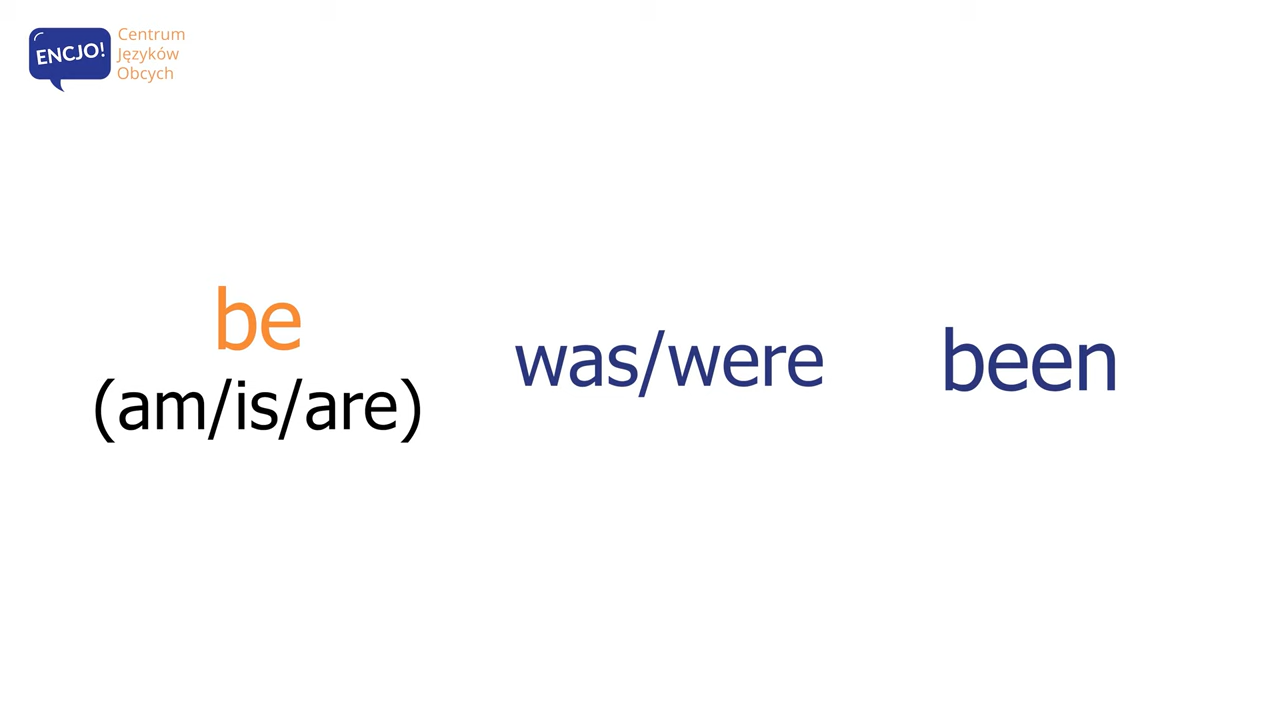 ENCJO!
Centrum
Języków
Obcych
be
(am/is/are)
was/were
been